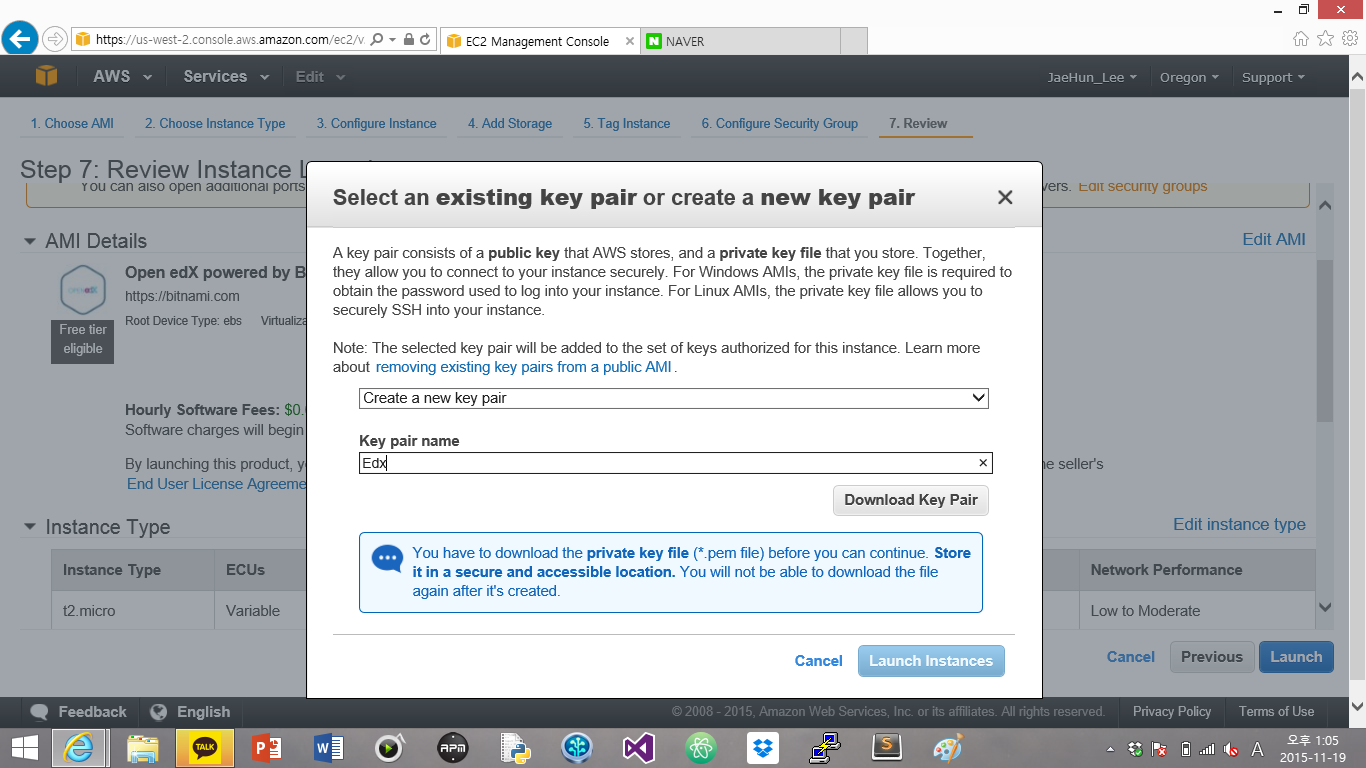 https://us-west-2.console.aws.amazon.com/ec2/v.
EC2 Management Console
NAVER
AWS Services Edit JaeHun_Lee Oregon Support
1. Choose AMI 2. Choose Instance Type 3. Configure Instance 4. Add Storage 5. Tag Instance 6. Configure Security Group 7. Review
Step 7: Review Instance L
You can also open additional ports
vers. Edit security groups
AMI Details
Edit AMI
Open edX powered by B
https://bitnami.com
Root Device Type: ebs Virtualiza
Free tier
eligible
Hourly Software Fees: $0.
Software charges will begin
By launching this product, y
he seller's
End User License Agreeme
Instance Type
Edit instance type
Instance Type ECUs Network Performance
t2.micro Variable Low to Moderate
Cancel Previous Launch
Select an existing key pair or create a new key pair
A key pair consists of a public key that AWS stores, and a private key file that you store. Together,
they allow you to connect to your instance securely. For Windows AMIs, the private key file is required to
obtain the password used to log into your instance. For Linux AMIs, the private key file allows you to
securely SSH into your instance.
Note: The selected key pair will be added to the set of keys authorized for this instance. Learn more
about removing existing key pairs from a public AMI.
Create a new key pair
Key pair name
Edx
Download Key Pair
You have to download the private key file (*.pem file) before you can continue. Store
it in a secure and accessible location. You will not be able to download the file
again after it's created.
Cancel Launch Instances
Feedback English © 2008 - 2015, Amazon Web Services, Inc. or its affiliates. All rights reserved. Privacy Policy Terms of Use
TALK
APM
A
오후 1:05
2015-11-19